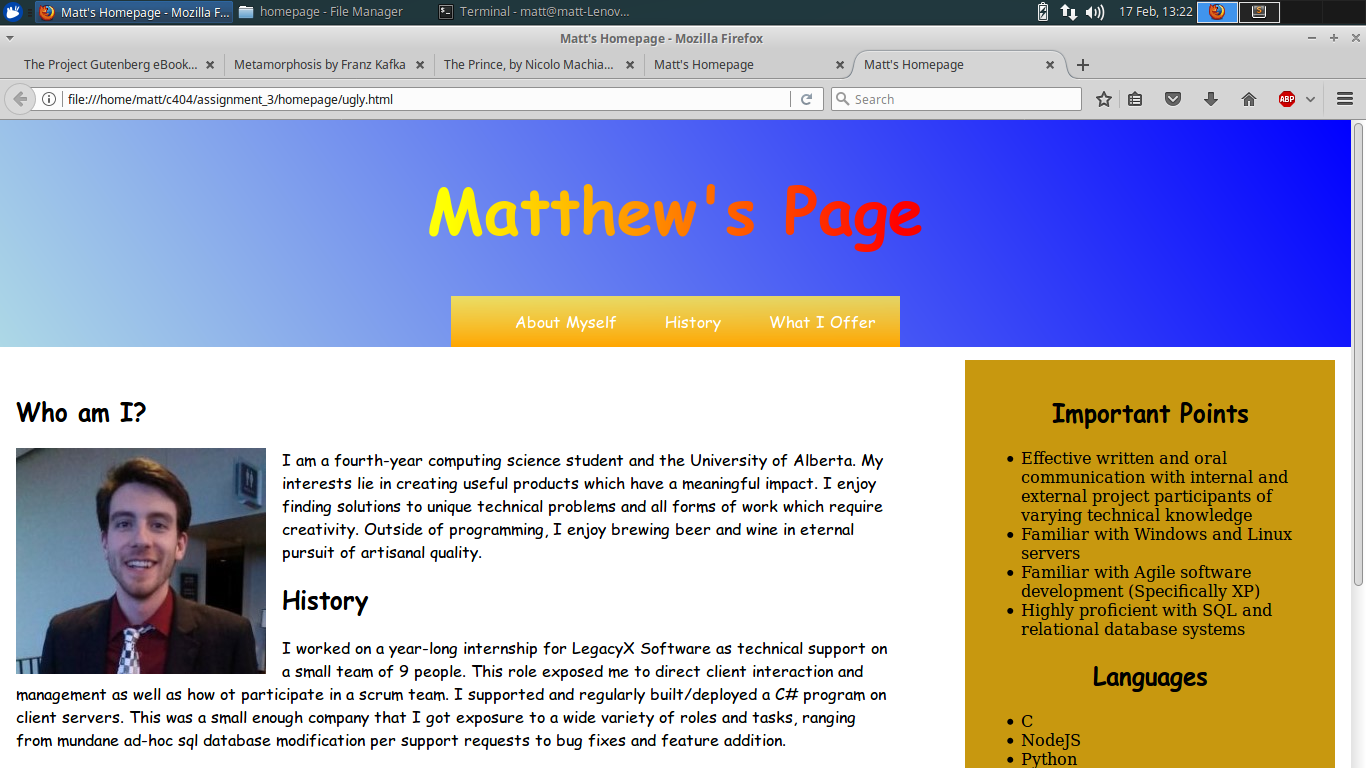 Matt's Homepage - Mozilla F...
homepage - File Manager
Terminal - matt@matt-Lenov...
17 Feb, 13:22
Matt's Homepage - Mozilla Firefox
The Project Gutenberg eBook...
Metamorphosis by Franz Kafka
The Prince, by Nicolo Machia...
Matt's Homepage
Matt's Homepage
file:///home/matt/c404/assignment_3/homepage/ugly.html
Search
ABP
Matthew's Page
About Myself
History
What I Offer
Who am I?
I am a fourth-year computing science student and the University of Alberta. My
interests lie in creating useful products which have a meaningful impact. I enjoy
finding solutions to unique technical problems and all forms of work which require
creativity. Outside of programming, I enjoy brewing beer and wine in eternal
pursuit of artisanal quality.
History
I worked on a year-long internship for LegacyX Software as technical support on
a small team of 9 people. This role exposed me to direct client interaction and
management as well as how ot participate in a scrum team. I supported and regularly built/deployed a C# program on
client servers. This was a small enough company that I got exposure to a wide variety of roles and tasks, ranging
from mundane ad-hoc sql database modification per support requests to bug fixes and feature addition.
Important Points
Effective written and oral
communication with internal and
external project participants of
varying technical knowledge
Familiar with Windows and Linux
servers
Familiar with Agile software
development (Specifically XP)
Highly proficient with SQL and
relational database systems
Languages
C
NodeJS
Python